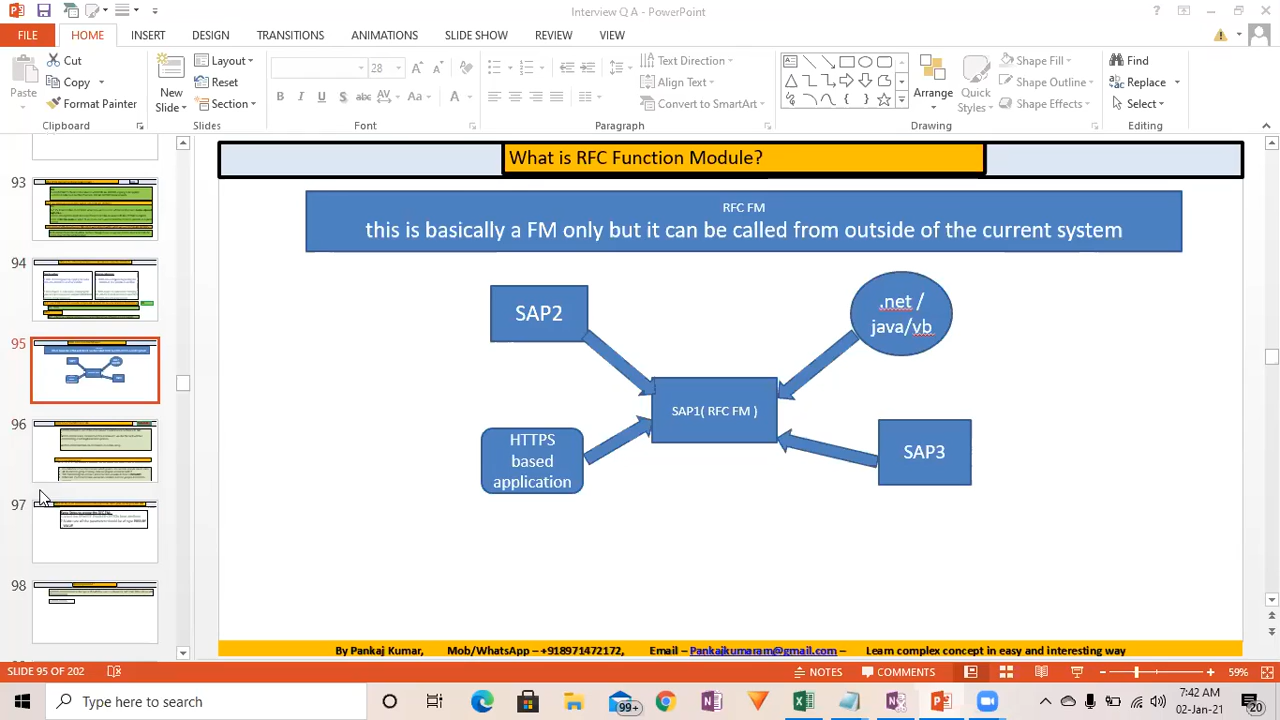 Interview Q A - PowerPoint
FILE
HOME
INSERT
DESIGN
TRANSITIONS
ANIMATIONS
SLIDE SHOW
REVIEW
VIEW
Paste
Cut
Copy
Format Painter
Clipboard
New
Slide
Layout
Reset
Section
Slides
28
B I U S abc AV Aa A
Font
Text Direction
Align Text
Convert to SmartArt
Paragraph
Arrange
Quick
Styles
Shape Fill
Shape Outline
Shape Effects
Drawing
Find
Replace
Select
Editing
93
94
95
96
97
98
What is RFC Function Module?
RFC FM
this is basically a FM only but it can be called from outside of the current system
SAP2
.net /
java/vb
SAP1( RFC FM )
HTTPS
based
application
SAP3
By Pankaj Kumar, Mob/WhatsApp – +918971472172, Email – Pankajkumaram@gmail.com – Learn complex concept in easy and interesting way
SLIDE 95 OF 202
NOTES
COMMENTS
59%
Type here to search
99+
7:42 AM
02-Jan-21
20